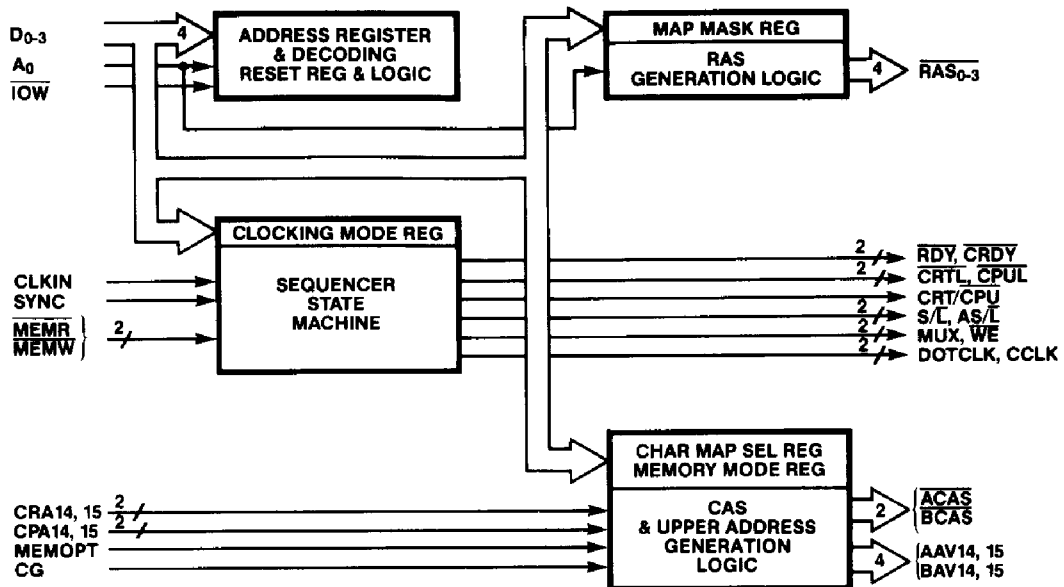 D0-3
A0
IOW
4
ADDRESS REGISTER
& DECODING
RESET REG & LOGIC
MAP MASK REG
RAS
GENERATION LOGIC
4
RAS0-3
CLOCKING MODE REG
SEQUENCER
STATE
MACHINE
CLKIN
SYNC
MEMR
MEMW
2
2
RDY, CRDY
2
CRTL, CPUL
CRT/CPU
2
S/L, AS/L
2
MUX, WE
2
DOTCLK, CCLK
CHAR MAP SEL REG
MEMORY MODE REG
CAS
& UPPER ADDRESS
GENERATION
LOGIC
CRA14, 15
2
CPA14, 15
2
MEMOPT
CG
2
ACAS
BCAS
4
AAV14, 15
BAV14, 15